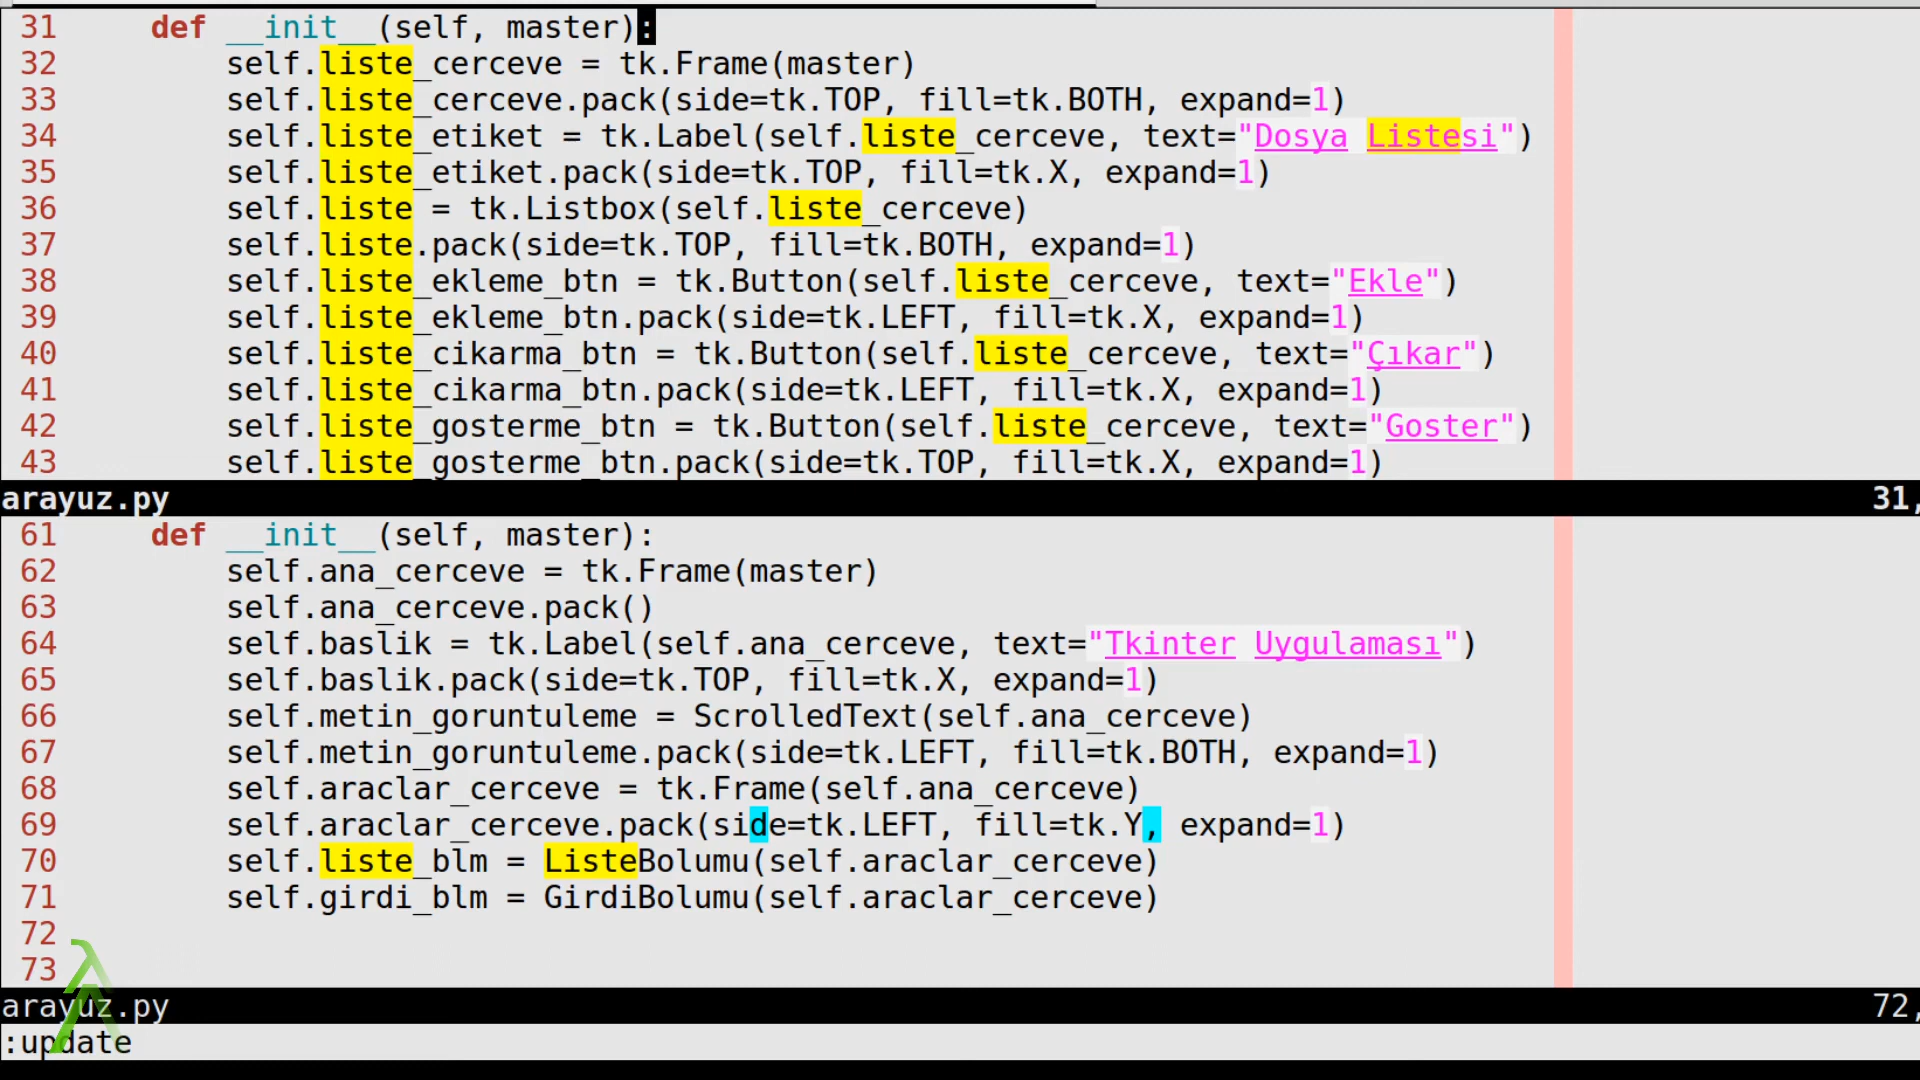 31     def __init__(self, master):
32         self.liste_cerceve = tk.Frame(master)
33         self.liste_cerceve.pack(side=tk.TOP, fill=tk.BOTH, expand=1)
34         self.liste_etiket = tk.Label(self.liste_cerceve, text="Dosya Listesi")
35         self.liste_etiket.pack(side=tk.TOP, fill=tk.X, expand=1)
36         self.liste = tk.Listbox(self.liste_cerceve)
37         self.liste.pack(side=tk.TOP, fill=tk.BOTH, expand=1)
38         self.liste_ekleme_btn = tk.Button(self.liste_cerceve, text="Ekle")
39         self.liste_ekleme_btn.pack(side=tk.LEFT, fill=tk.X, expand=1)
40         self.liste_cikarma_btn = tk.Button(self.liste_cerceve, text="Çıkar")
41         self.liste_cikarma_btn.pack(side=tk.LEFT, fill=tk.X, expand=1)
42         self.liste_gosterme_btn = tk.Button(self.liste_cerceve, text="Goster")
43         self.liste_gosterme_btn.pack(side=tk.TOP, fill=tk.X, expand=1)
arayuz.py 31,
61     def __init__(self, master):
62         self.ana_cerceve = tk.Frame(master)
63         self.ana_cerceve.pack()
64         self.baslik = tk.Label(self.ana_cerceve, text="Tkinter Uygulaması")
65         self.baslik.pack(side=tk.TOP, fill=tk.X, expand=1)
66         self.metin_goruntuleme = ScrolledText(self.ana_cerceve)
67         self.metin_goruntuleme.pack(side=tk.LEFT, fill=tk.BOTH, expand=1)
68         self.araclar_cerceve = tk.Frame(self.ana_cerceve)
69         self.araclar_cerceve.pack(side=tk.LEFT, fill=tk.Y, expand=1)
70         self.liste_blm = ListeBolumu(self.araclar_cerceve)
71         self.girdi_blm = GirdiBolumu(self.araclar_cerceve)
72
73
arayuz.py 72,
:update